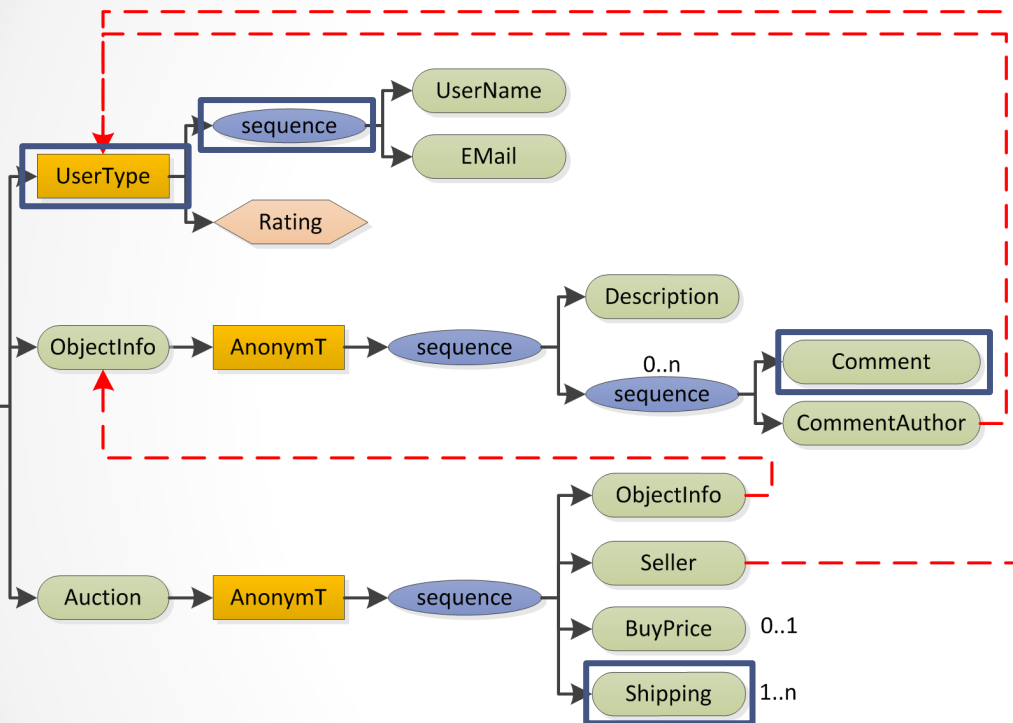 UserName
sequence
EMail
UserType
Rating
Description
ObjectInfo
AnonymT
sequence
0..n
sequence
Comment
CommentAuthor
ObjectInfo
Seller
Auction
AnonymT
sequence
BuyPrice 0..1
Shipping 1..n